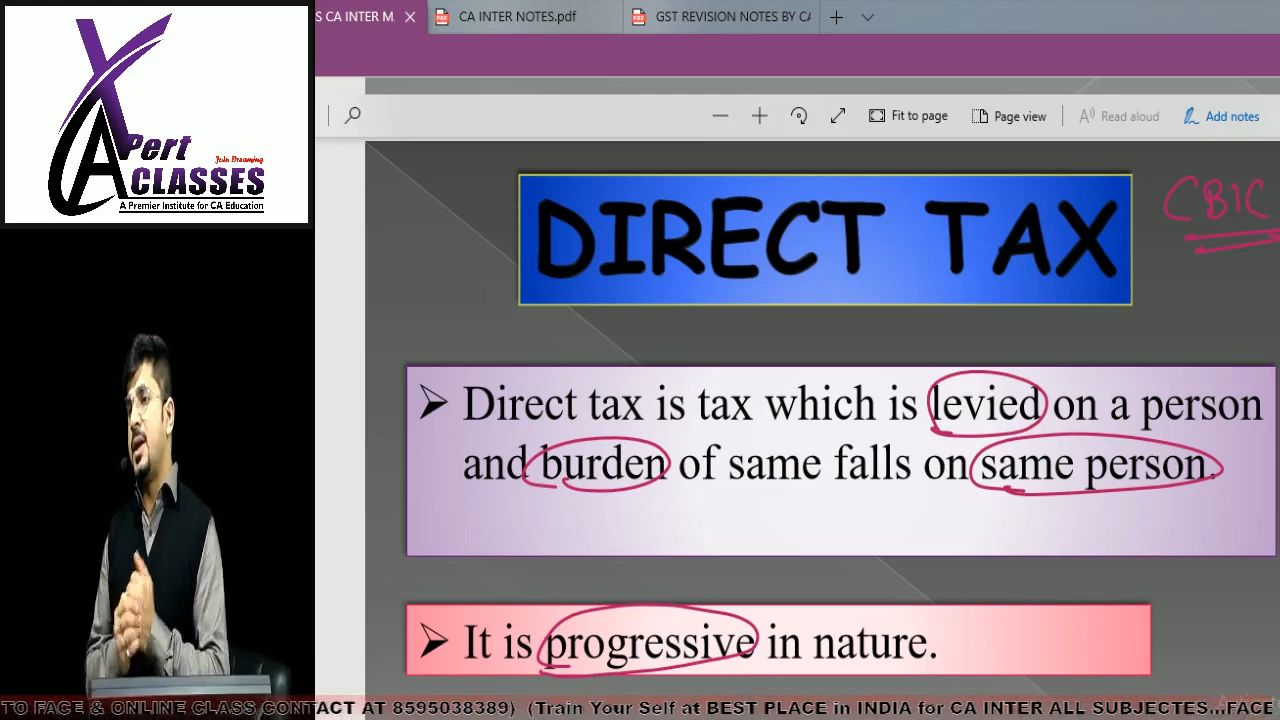 S CA INTER M.
CA INTER NOTES.pdf
GST REVISION NOTES BY CA
Fit to page
Page view
Read aloud
Add notes
XPert
Join Dreaming
CA CLASSES
A Premier Institute for CA Education
DIRECT TAX
CBIC
➤ Direct tax is tax which is levied on a person
and burden of same falls on same person.
➤ It is progressive in nature.
TO FACE & ONLINE CLASS CONTACT AT 8595038389) (Train Your Self at BEST PLACE in INDIA for CA INTER ALL SUBJECTES...FACE